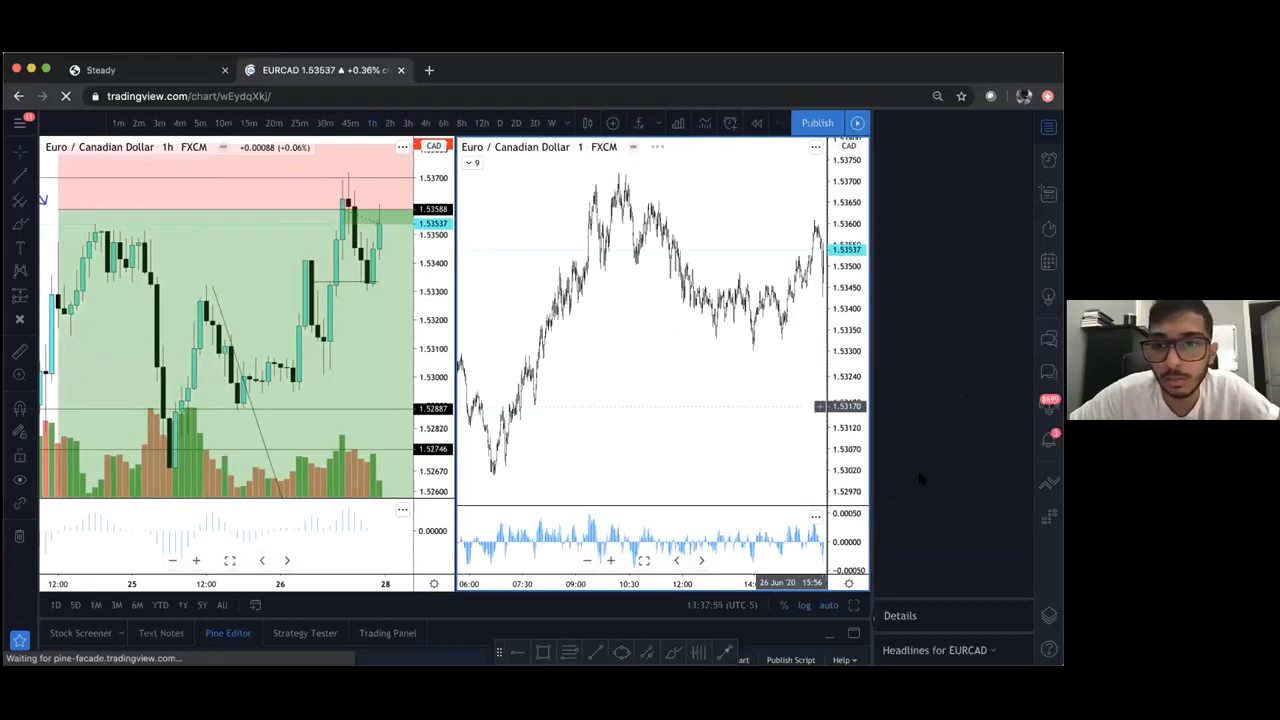 Steady
EURCAD 1.53537 ▲ +0.36%
tradingview.com/chart/wEydqXkj/
11
1m 2m 3m 4m 5m 10m 15m 20m 25m 30m 45m 1h 2h 3h 4h 6h 8h 12h D 2D 3D W
Publish
Euro / Canadian Dollar 1h FXCM
+0.00088 (+0.06%)
CAD
1.53700
1.53588
1.53537
1.53500
1.53400
1.53300
1.53200
1.53100
1.53000
1.52887
1.52820
1.52746
1.52670
1.52600
0.00000
12:00 25 12:00 26 28
Euro / Canadian Dollar 1 FXCM
9
CAD
1.53750
1.53700
1.53650
1.53600
1.53537
1.53500
1.53450
1.53400
1.53350
1.53300
1.53240
1.53170
1.53120
1.53070
1.53020
1.52970
0.00050
0.00000
-0.00050
06:00 07:30 09:00 10:30 12:00 26 Jun '20 15:56
1D 5D 1M 3M 6M YTD 1Y 5Y All
13:37:55 (UTC-5)
% log auto
Stock Screener Text Notes Pine Editor Strategy Tester Trading Panel
Waiting for pine-facade.tradingview.com...
Publish Script Help
8699
1
Details
Headlines for EURCAD